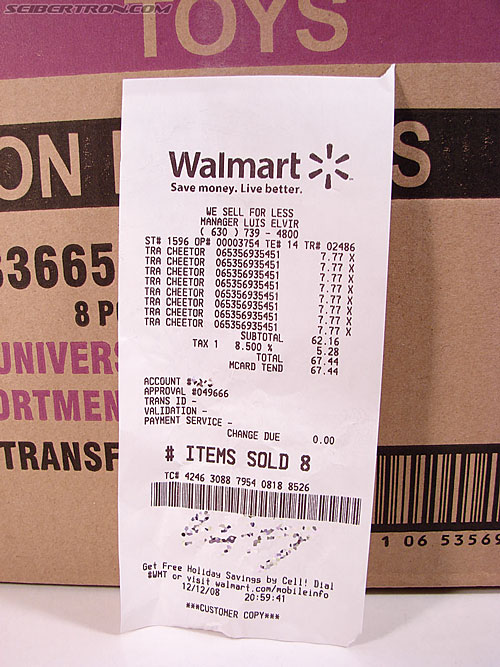 SEIBERTRON.COM
TOYS
ON
S
33665
8 P
UNIVERS
ORTMEN
TRANSF
Walmart
Save money. Live better.
WE SELL FOR LESS
MANAGER LUIS ELVIR
( 630 ) 739 - 4800
ST# 1596 OP# 00003754 TE# 14 TR# 02486
TRA CHEETOR 065356935451 7.77 X
TRA CHEETOR 065356935451 7.77 X
TRA CHEETOR 065356935451 7.77 X
TRA CHEETOR 065356935451 7.77 X
TRA CHEETOR 065356935451 7.77 X
TRA CHEETOR 065356935451 7.77 X
TRA CHEETOR 065356935451 7.77 X
TRA CHEETOR 065356935451 7.77 X
SUBTOTAL 62.16
TAX 1 8.500 % 5.28
TOTAL 67.44
MCARD TEND 67.44
ACCOUNT #
APPROVAL #049666
TRANS ID -
VALIDATION -
PAYMENT SERVICE -
CHANGE DUE 0.00
# ITEMS SOLD 8
TC# 4246 3088 7954 0818 8526
Get Free Holiday Savings by Cell! Dial
#WMT or visit walmart.com/mobileinfo
12/12/08 20:59:41
***CUSTOMER COPY***
1 06 53569